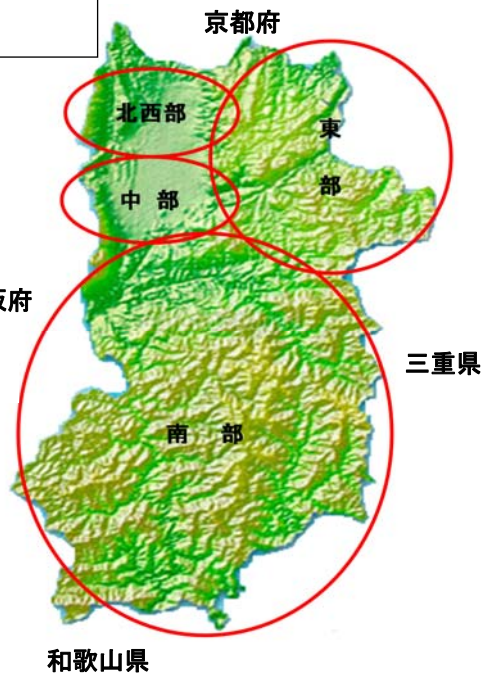 京都府
北西部
東
部
中 部
阪府
三重県
南 部
和歌山県